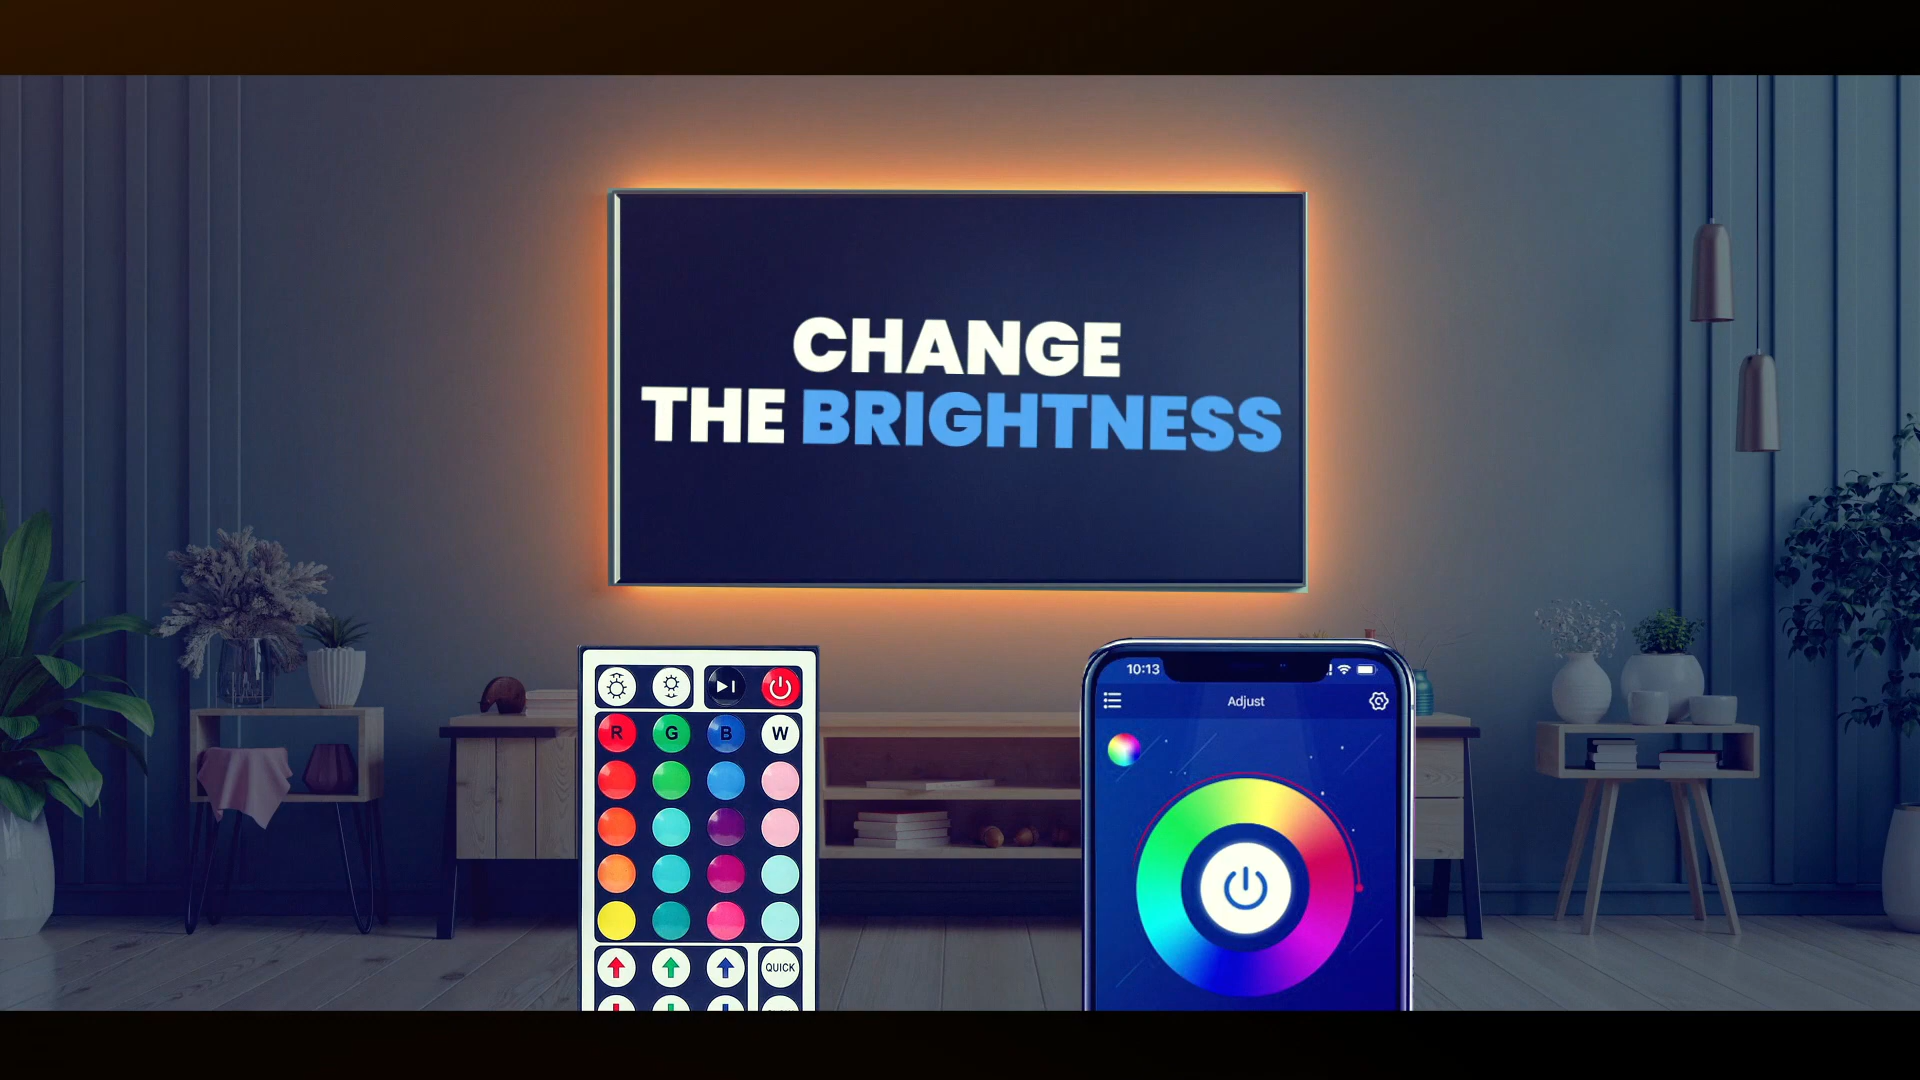 CHANGE
THE BRIGHTNESS
R G B W
QUICK
10:13
Adjust